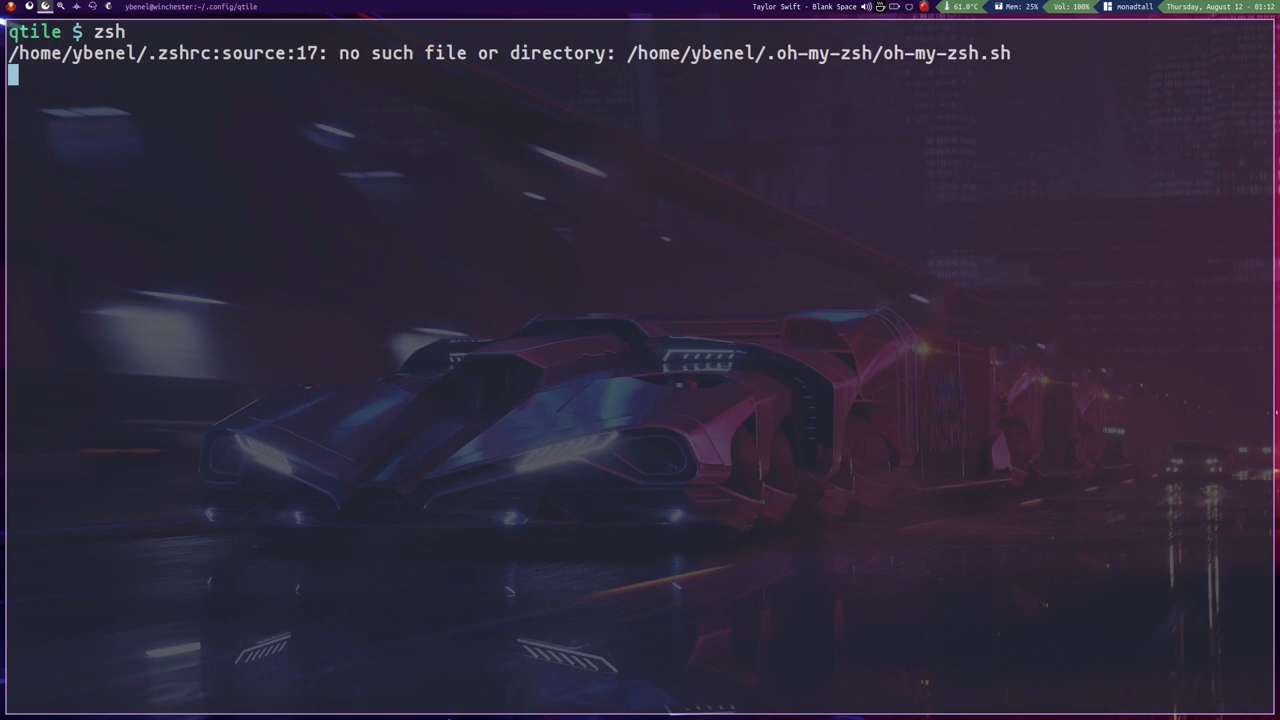 ybenel@winchester:~/.config/qtile
Taylor Swift - Blank Space
61.0°C
Mem: 25%
Vol: 100%
monadtall
Thursday, August 12 - 01:12
qtile $ zsh
/home/ybenel/.zshrc:source:17: no such file or directory: /home/ybenel/.oh-my-zsh/oh-my-zsh.sh